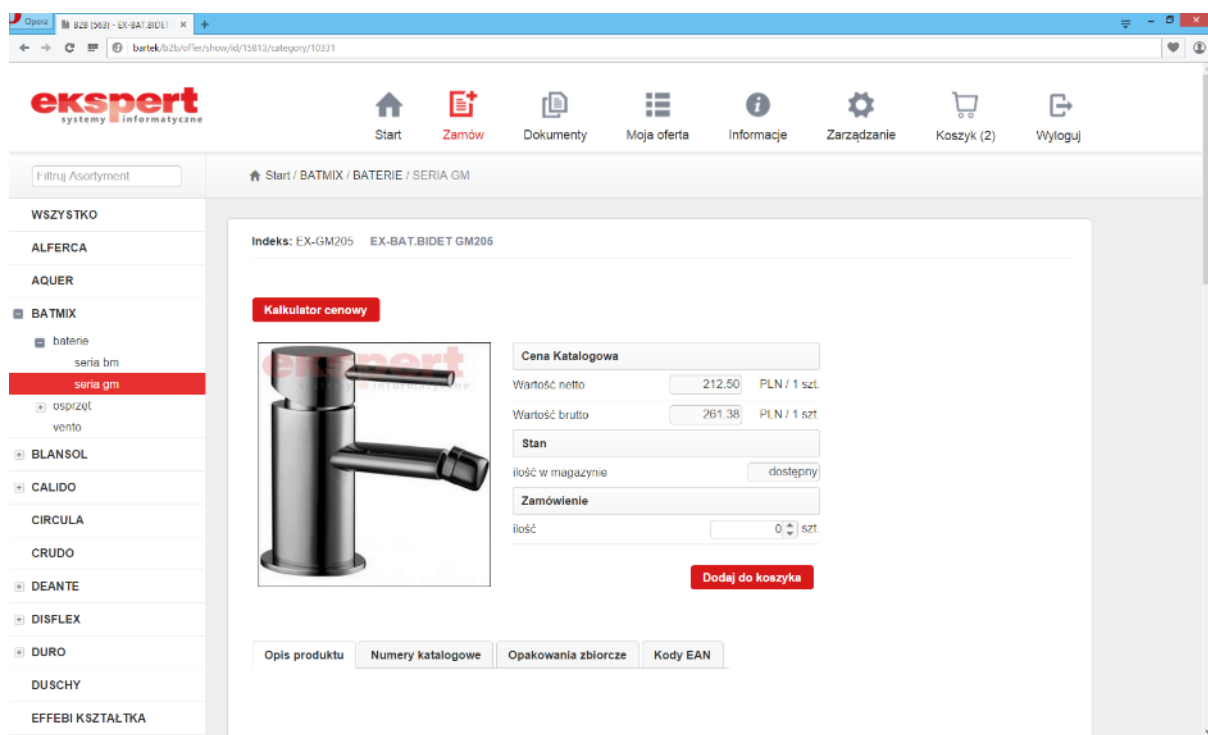 Opera
B2B (563) - EX-BAT.BIDET
bartek/b2b/offer/show/id/15813/category/10331
ekspert
systemy informatyczne
Start
Zamów
Dokumenty
Moja oferta
Informacje
Zarządzanie
Koszyk (2)
Wyloguj
Filtruj Asortyment
Start / BATMIX / BATERIE / SERIA GM
WSZYSTKO
ALFERCA
AQUER
BATMIX
baterie
seria bm
seria gm
osprzęt
vento
BLANSOL
CALIDO
CIRCULA
CRUDO
DEANTE
DISFLEX
DURO
DUSCHY
EFFEBI KSZTAŁTKA
Indeks: EX-GM205 EX-BAT.BIDET GM205
Kalkulator cenowy
ekspert
systemy informatyczne
Cena Katalogowa
Wartość netto 212.50 PLN / 1 szt.
Wartość brutto 261.38 PLN / 1 szt.
Stan
ilość w magazynie dostępny
Zamówienie
ilość 0 szt.
Dodaj do koszyka
Opis produktu
Numery katalogowe
Opakowania zbiorcze
Kody EAN